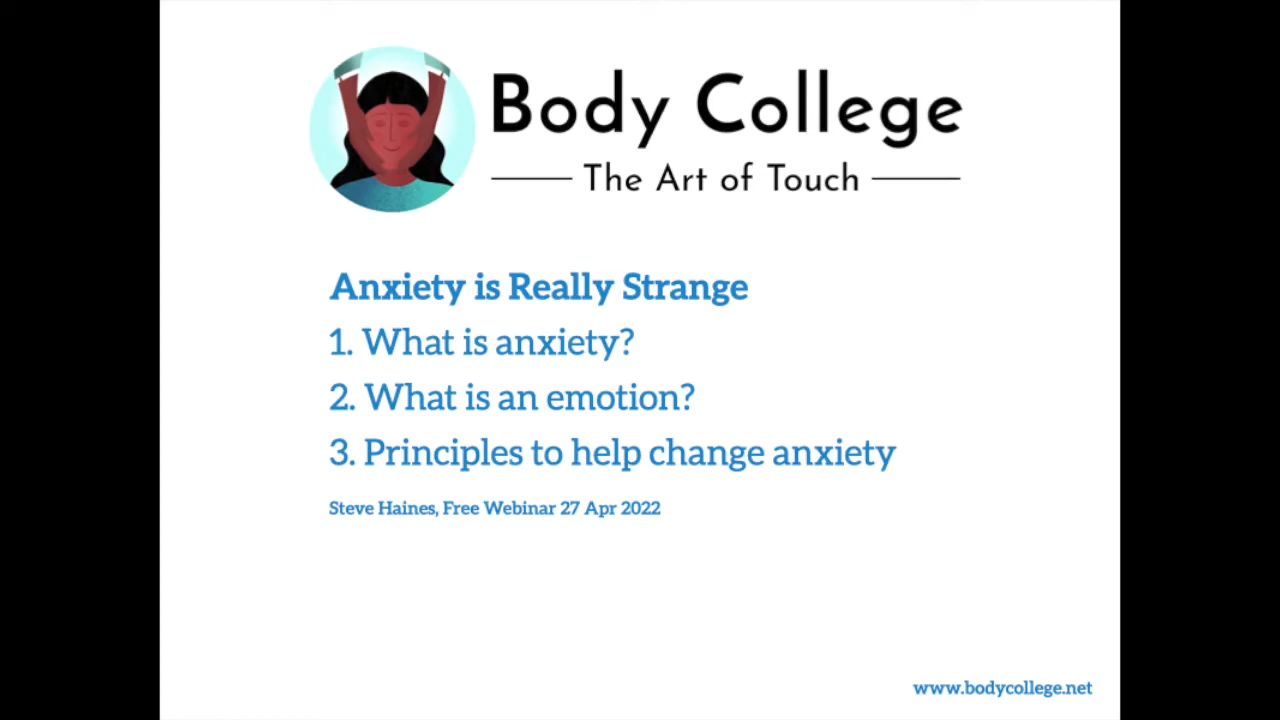 Body College
The Art of Touch
Anxiety is Really Strange
1. What is anxiety?
2. What is an emotion?
3. Principles to help change anxiety
Steve Haines, Free Webinar 27 Apr 2022
www.bodycollege.net